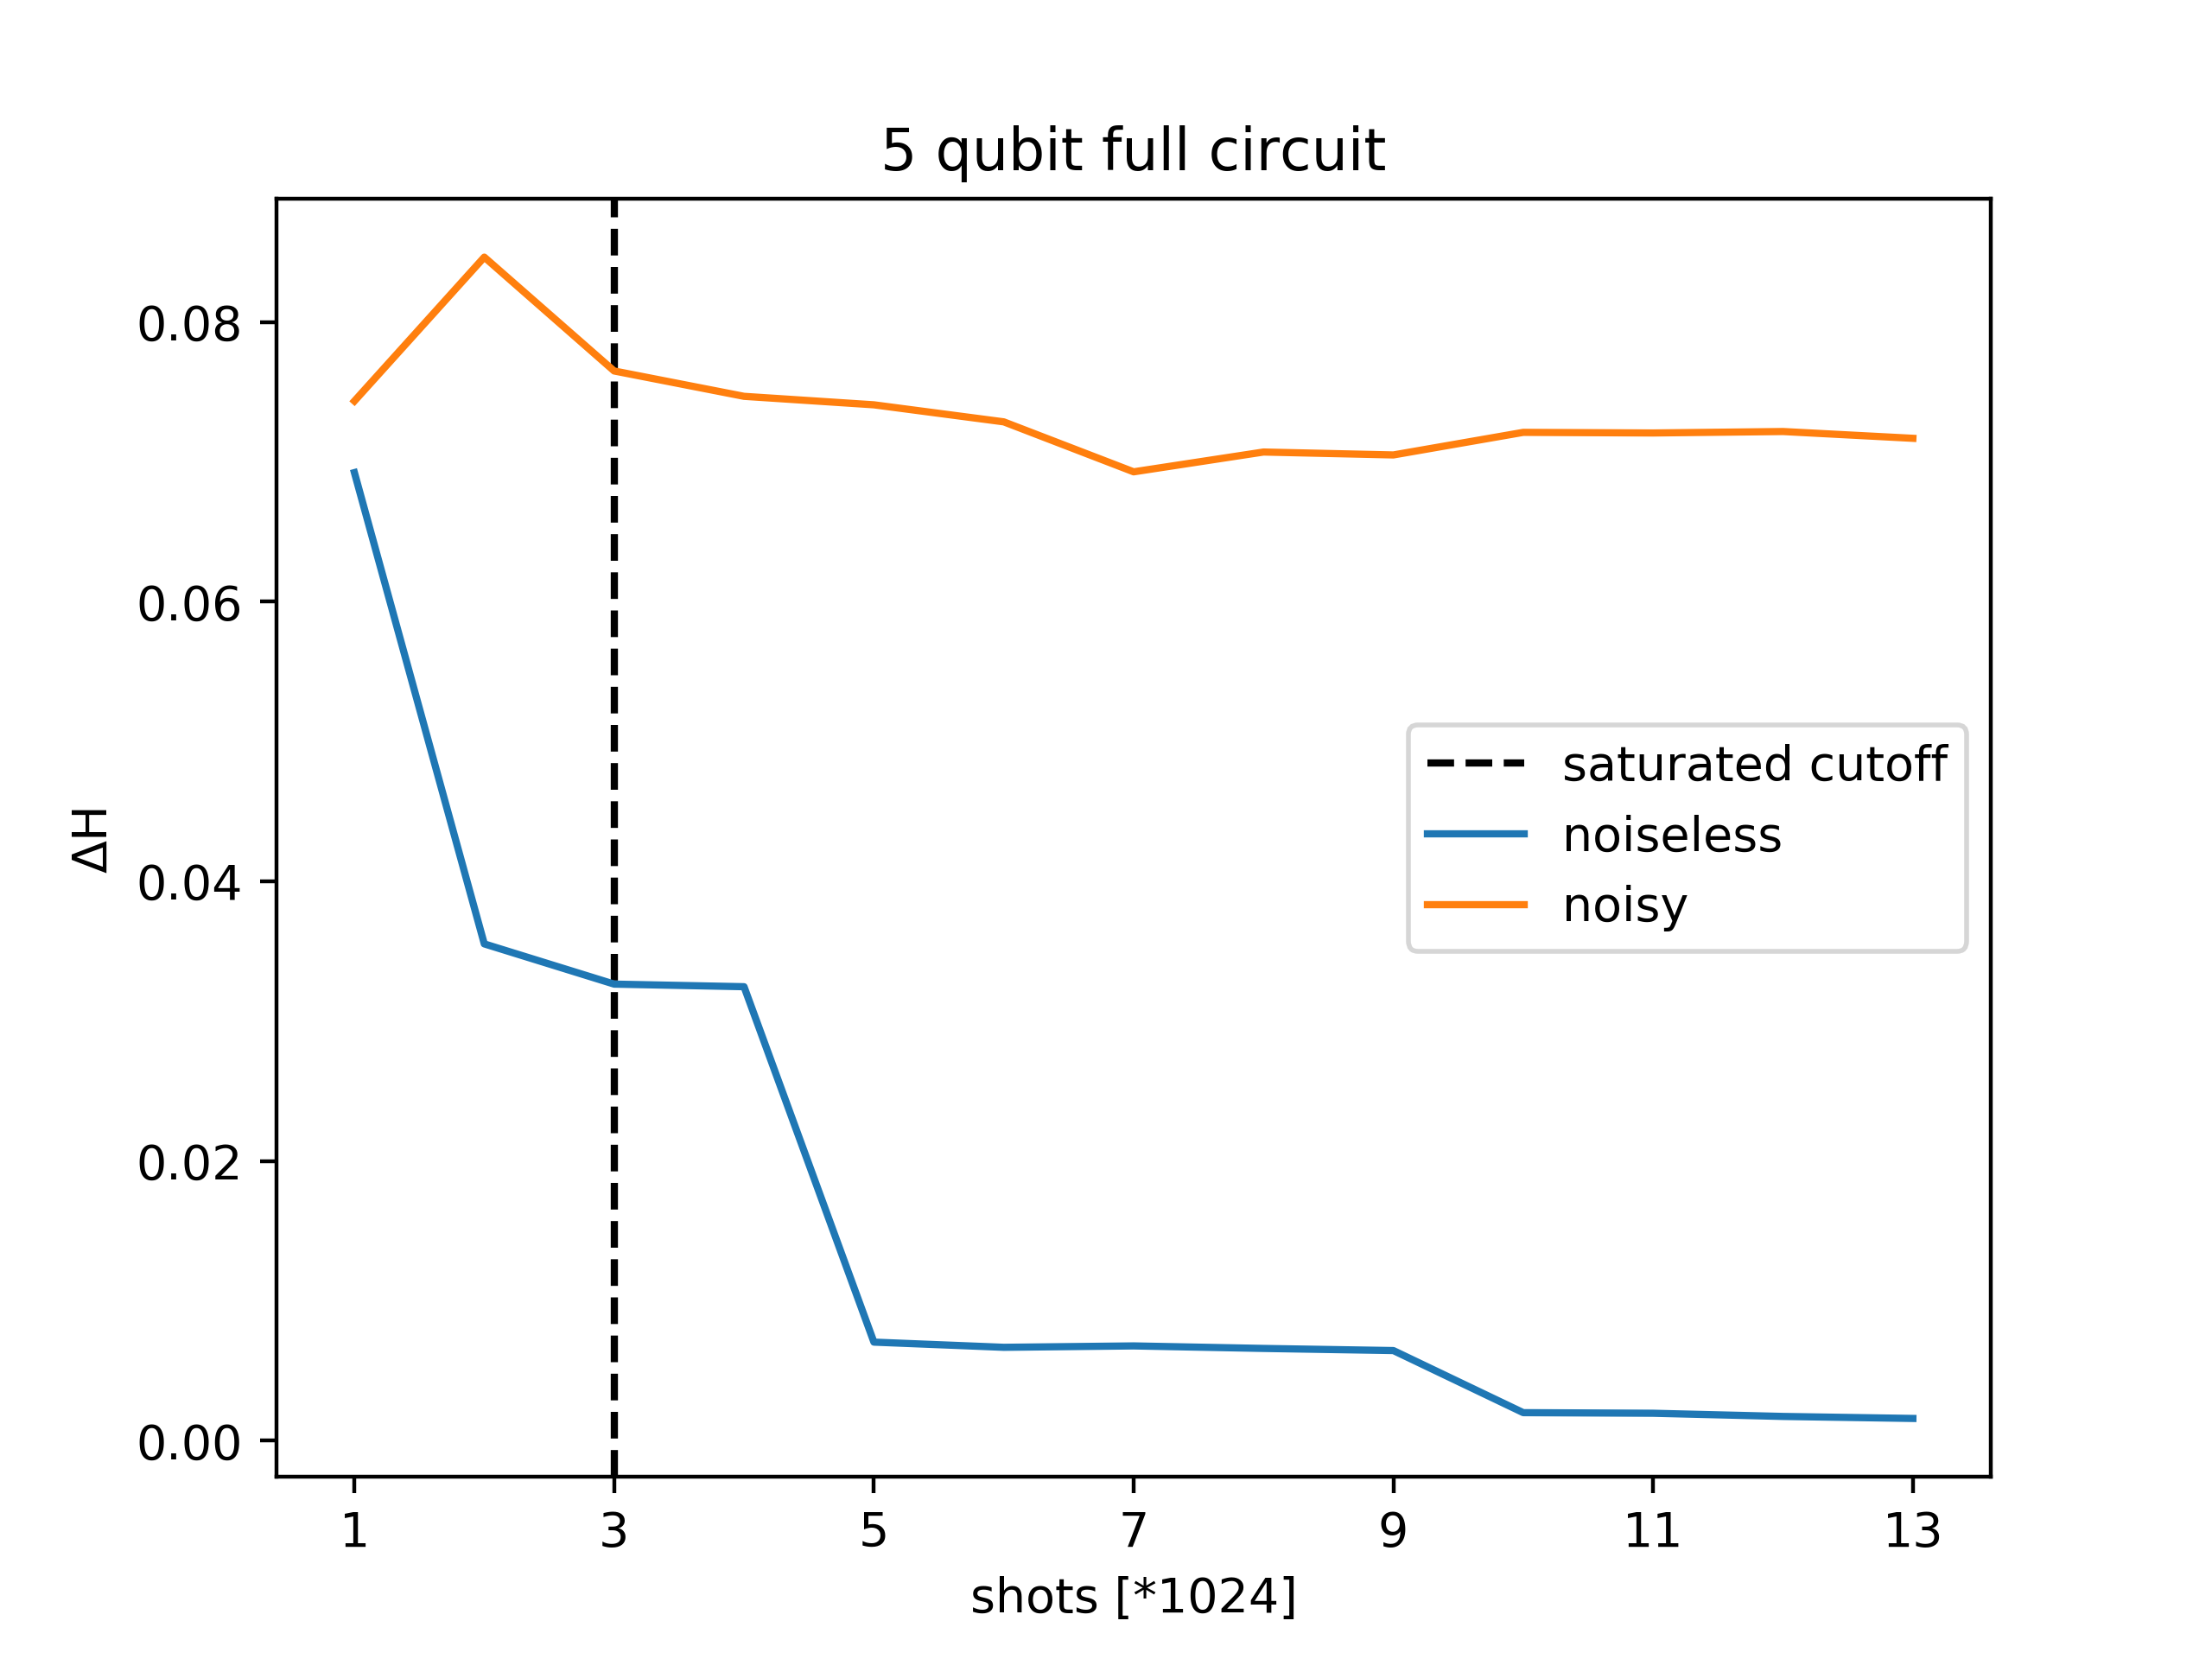 5 qubit full circuit
0.08
0.06
0.04
0.02
0.00
ΔH
saturated cutoff
noiseless
noisy
1 3 5 7 9 11 13
shots [*1024]